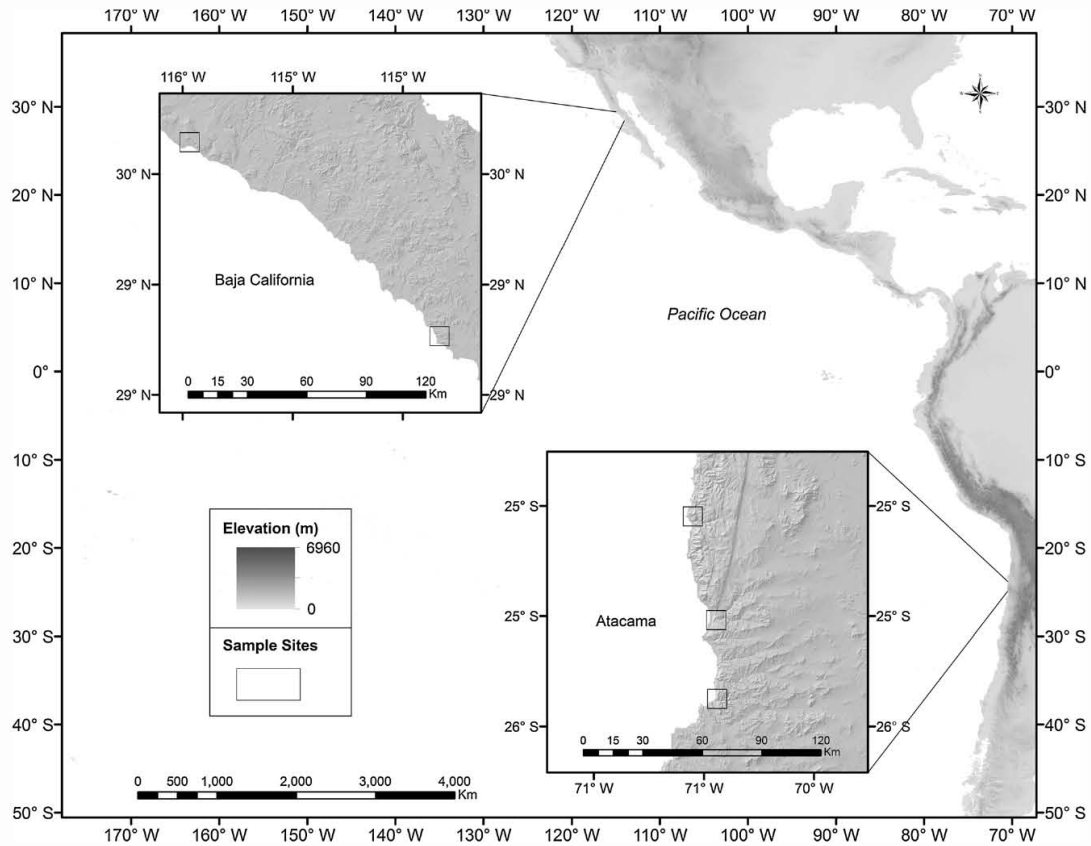 170° W 160° W 150° W 140° W 135° W 130° W 120° W 110° W 100° W 90° W 80° W 70° W
116° W 115° W 115° W
30° N 30° N
30° N 30° N
20° N 20° N
29° N 29° N
Baja California
10° N 10° N
Pacific Ocean
0° 0°
0 15 30 60 90 120
Km
29° N 29° N
10° S 10° S
25° S 25° S
Elevation (m)
6960
20° S 20° S
0
25° S 25° S
Atacama
30° S 30° S
Sample Sites
26° S 26° S
40° S 40° S
0 15 30 60 90 120
Km
0 500 1,000 2,000 3,000 4,000
Km
71° W 71° W 70° W
50° S 50° S
170° W 160° W 150° W 140° W 130° W 120° W 110° W 100° W 90° W 80° W 70° W